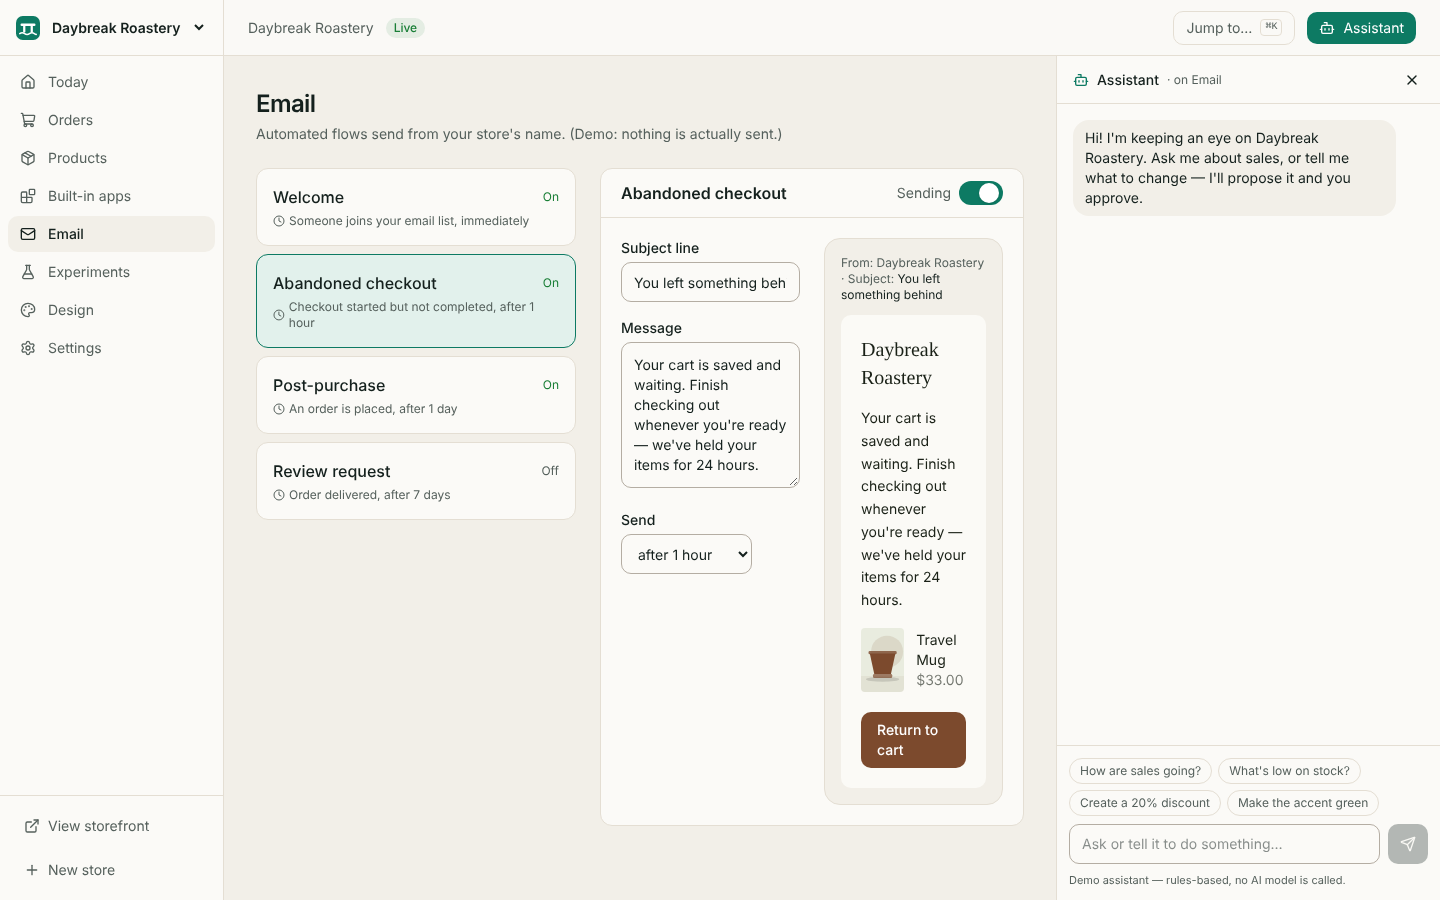 Daybreak Roastery
Daybreak Roastery
Live
Jump to...
⌘K
Assistant
Today
Orders
Products
Built-in apps
Email
Experiments
Design
Settings
View storefront
New store
Email
Automated flows send from your store's name. (Demo: nothing is actually sent.)
Welcome
On
Someone joins your email list, immediately
Abandoned checkout
On
Checkout started but not completed, after 1
hour
Post-purchase
On
An order is placed, after 1 day
Review request
Off
Order delivered, after 7 days
Abandoned checkout
Sending
Subject line
You left something beh
Message
Your cart is saved and
waiting. Finish
checking out
whenever you're ready
— we've held your
items for 24 hours.
Send
after 1 hour
From: Daybreak Roastery
· Subject: You left
something behind
Daybreak
Roastery
Your cart is
saved and
waiting. Finish
checking out
whenever
you're ready —
we've held your
items for 24
hours.
Travel
Mug
$33.00
Return to
cart
Assistant · on Email
Hi! I'm keeping an eye on Daybreak
Roastery. Ask me about sales, or tell me
what to change — I'll propose it and you
approve.
How are sales going?
What's low on stock?
Create a 20% discount
Make the accent green
Ask or tell it to do something...
Demo assistant — rules-based, no AI model is called.